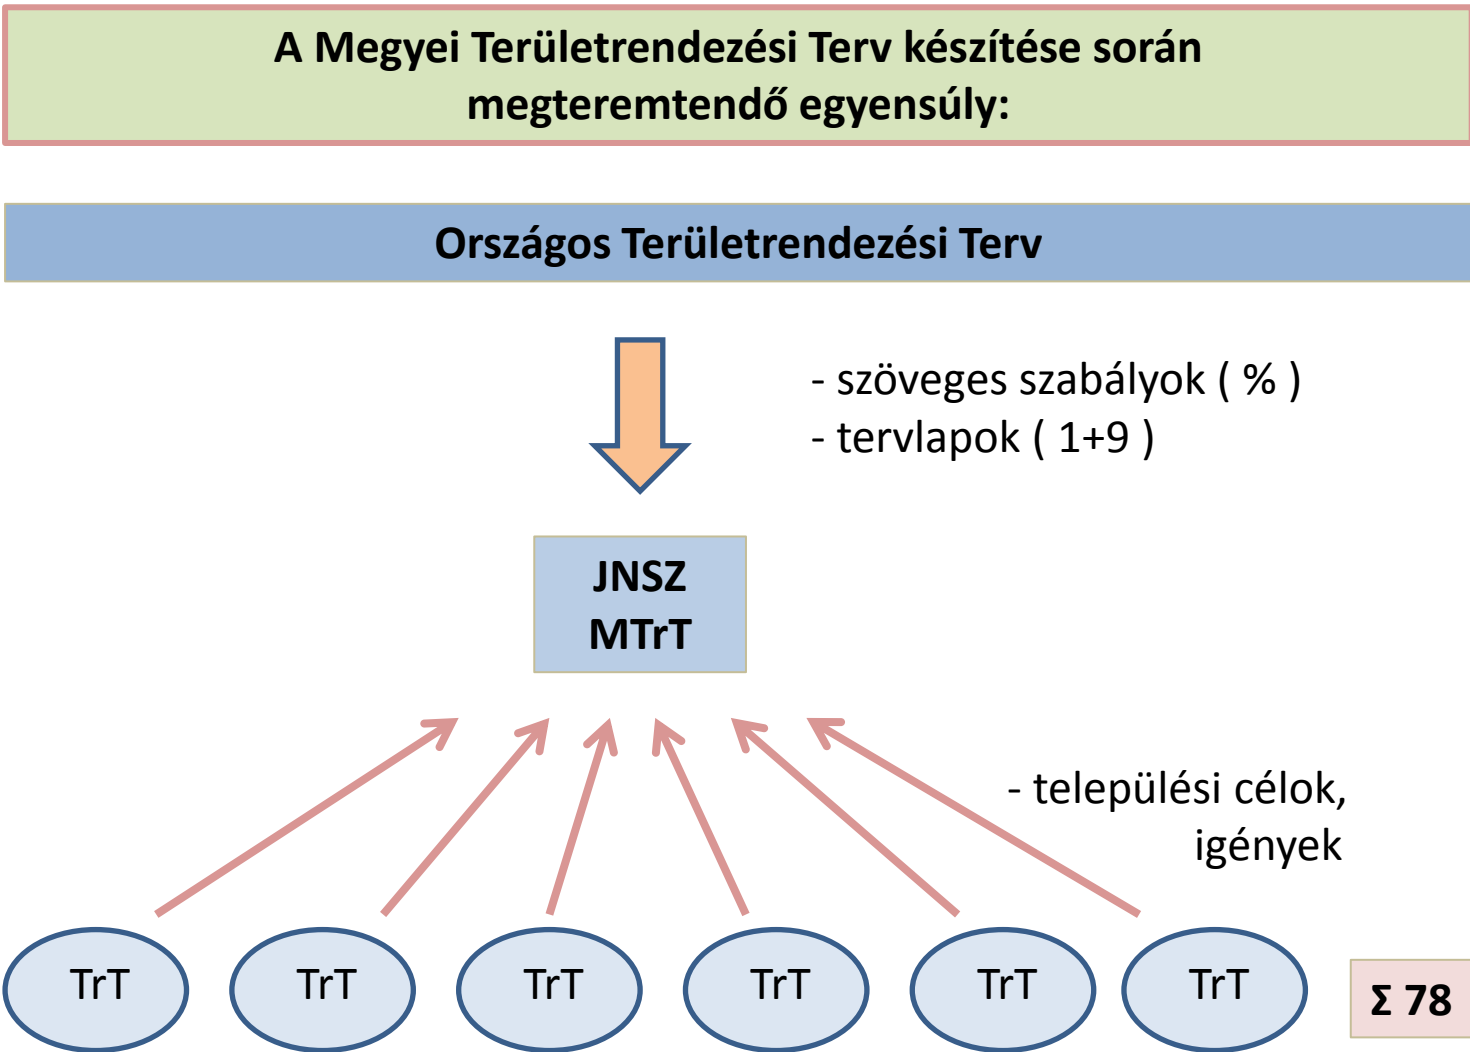 A Megyei Területrendezési Terv készítése során
megteremtendő egyensúly:
Országos Területrendezési Terv
- szöveges szabályok ( % )
- tervlapok ( 1+9 )
JNSZ
MTrT
- települési célok,
igények
TrT
TrT
TrT
TrT
TrT
TrT
Σ 78